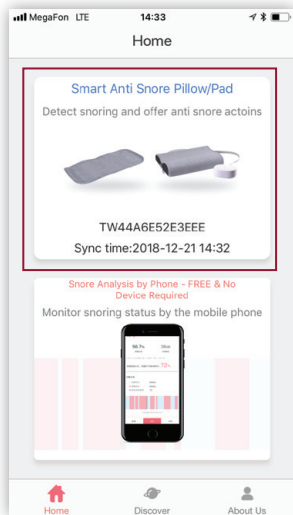 MegaFon LTE 14:33
Home
Smart Anti Snore Pillow/Pad
Detect snoring and offer anti snore actoins
TW44A6E52E3EEE
Sync time:2018-12-21 14:32
Snore Analysis by Phone - FREE & No
Device Required
Monitor snoring status by the mobile phone
Home Discover About Us